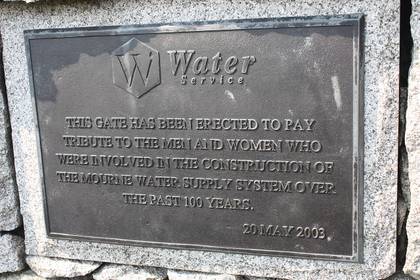 W
Water
Service
THIS GATE HAS BEEN ERECTED TO PAY
TRIBUTE TO THE MEN AND WOMEN WHO
WERE INVOLVED IN THE CONSTRUCTION OF
THE MOURNE WATER SUPPLY SYSTEM OVER
THE PAST 100 YEARS.
20 MAY 2003